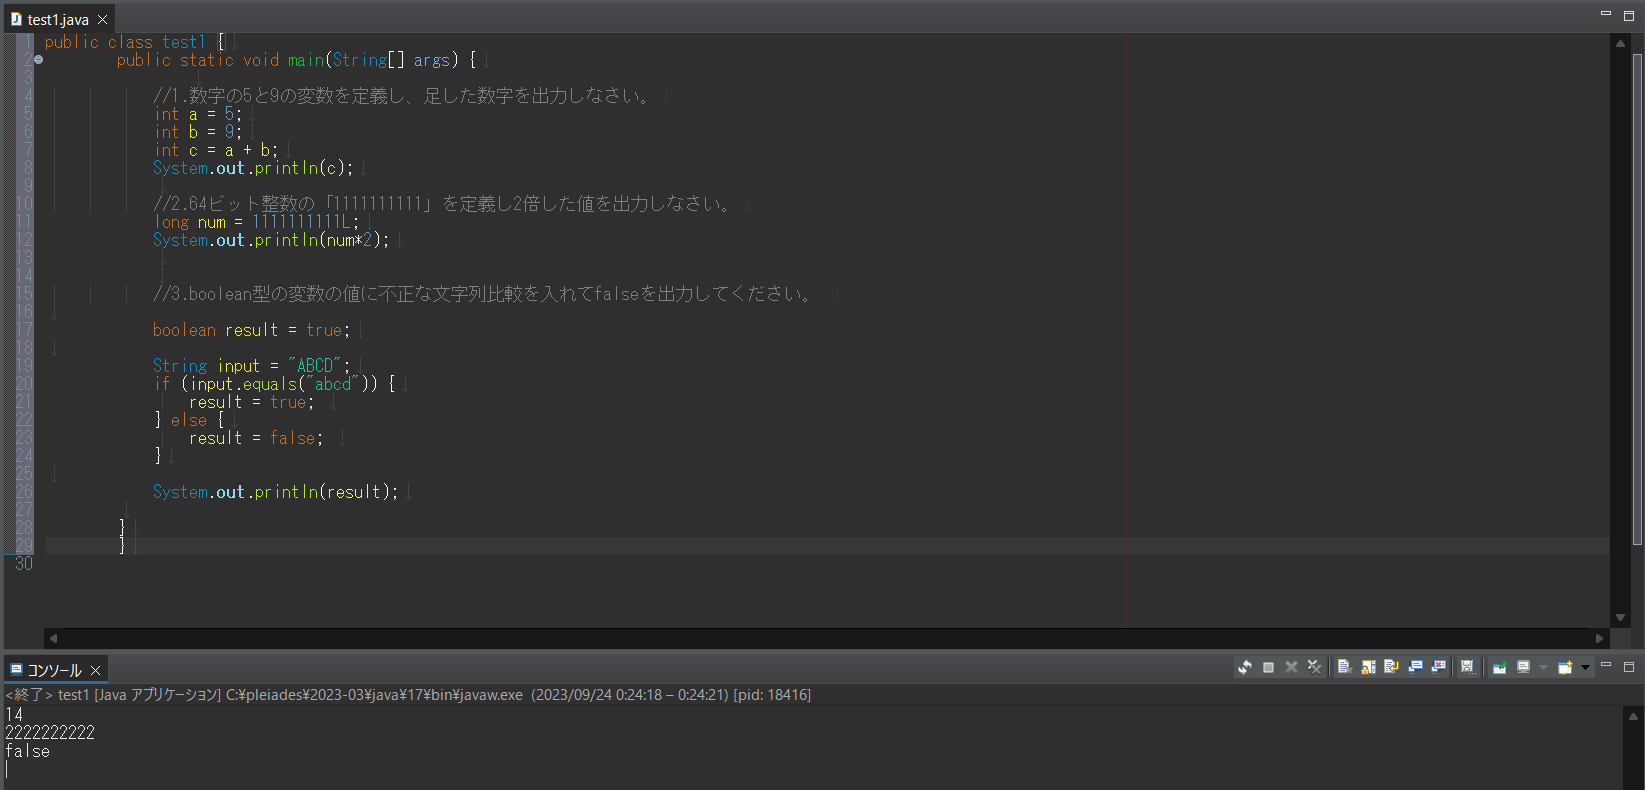 test1.java
1 public class test1 {
2 public static void main(String[] args) {
3
4 //1.数字の5と9の変数を定義し、足した数字を出力しなさい。
5 int a = 5;
6 int b = 9;
7 int c = a + b;
8 System.out.println(c);
9
10 //2.64ビット整数の「1111111111」を定義し2倍した値を出力しなさい。
11 long num = 1111111111L;
12 System.out.println(num*2);
13
14
15 //3.boolean型の変数の値に不正な文字列比較を入れてfalseを出力してください。
16
17 boolean result = true;
18
19 String input = "ABCD";
20 if (input.equals("abcd")) {
21 result = true;
22 } else {
23 result = false;
24 }
25
26 System.out.println(result);
27
28 }
29 }
30
コンソール
<終了> test1 [Java アプリケーション] C:¥pleiades¥2023-03¥java¥17¥bin¥javaw.exe (2023/09/24 0:24:18 – 0:24:21) [pid: 18416]
14
2222222222
false